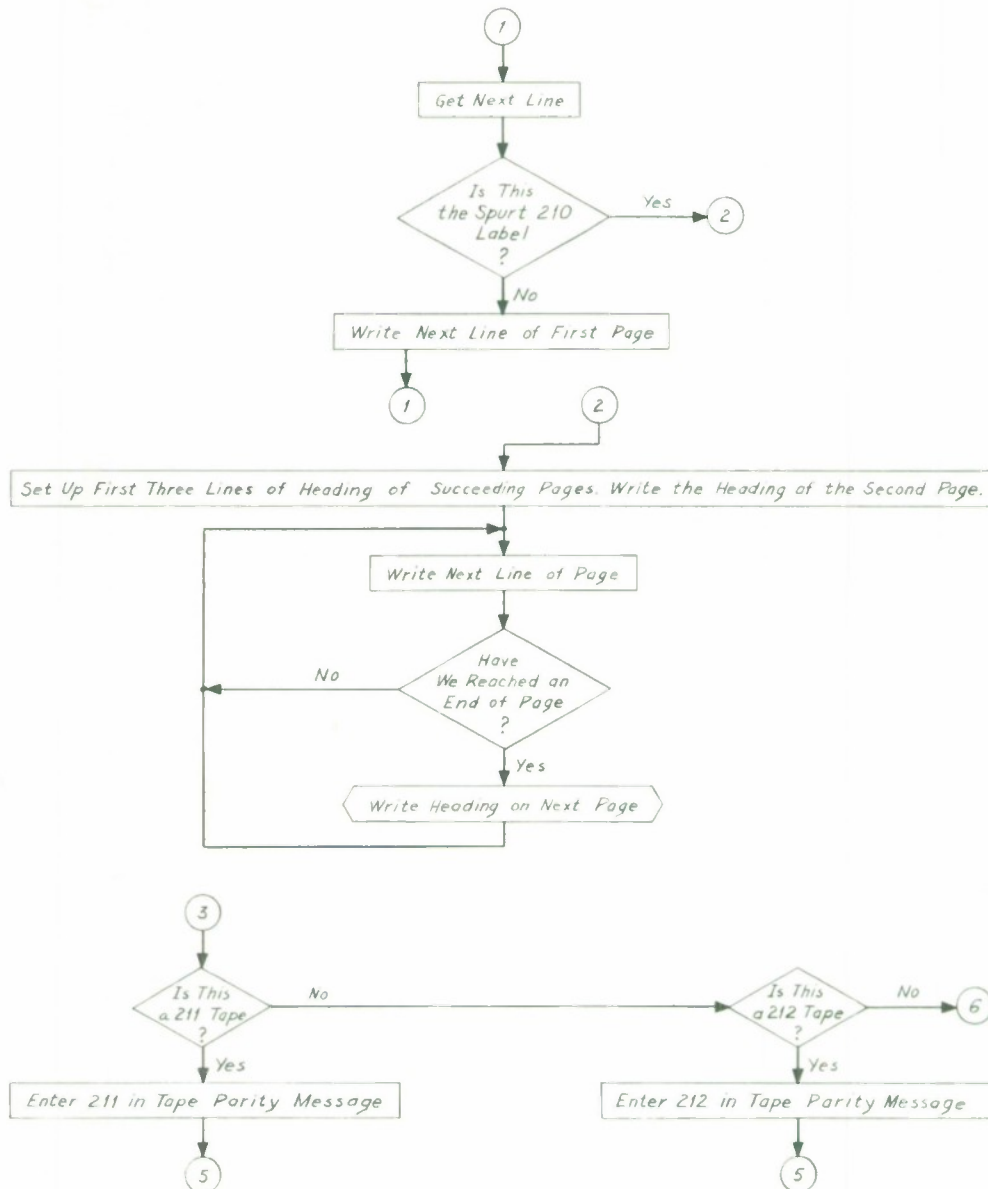 1
Get Next Line
Is This
the Spurt 210
Label
?
Yes
2
No
Write Next Line of First Page
1
2
Set Up First Three Lines of Heading of Succeeding Pages. Write the Heading of the Second Page.
Write Next Line of Page
Have
We Reached an
End of Page
?
No
Yes
Write Heading on Next Page
3
Is This
a 211 Tape
?
No
Is This
a 212 Tape
?
No
6
Yes
Yes
Enter 211 in Tape Parity Message
Enter 212 in Tape Parity Message
5
5